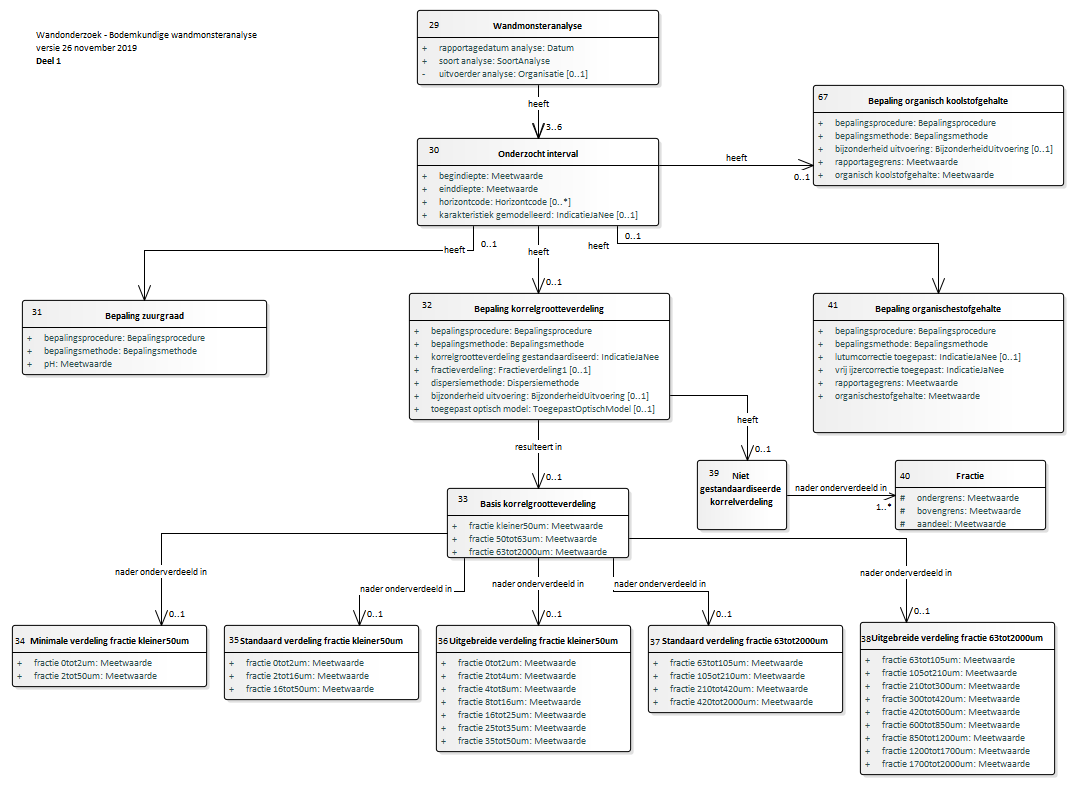 Wandonderzoek - Bodemkundige wandmonsteranalyse
versie 26 november 2019
Deel 1
29 Wandmonsteranalyse
+ rapportagedatum analyse: Datum
+ soort analyse: SoortAnalyse
- uitvoerder analyse: Organisatie [0..1]
heeft
3..6
30 Onderzocht interval
+ begindiepte: Meetwaarde
+ einddiepte: Meetwaarde
+ horizontcode: Horizontcode [0..*]
+ karakteristiek gemodelleerd: IndicatieJaNee [0..1]
heeft
0..1
67 Bepaling organisch koolstofgehalte
+ bepalingsprocedure: Bepalingsprocedure
+ bepalingsmethode: Bepalingsmethode
+ bijzonderheid uitvoering: BijzonderheidUitvoering [0..1]
+ rapportagegrens: Meetwaarde
+ organisch koolstofgehalte: Meetwaarde
heeft
0..1
heeft
0..1
heeft
0..1
31 Bepaling zuurgraad
+ bepalingsprocedure: Bepalingsprocedure
+ bepalingsmethode: Bepalingsmethode
+ pH: Meetwaarde
32 Bepaling korrelgrootteverdeling
+ bepalingsprocedure: Bepalingsprocedure
+ bepalingsmethode: Bepalingsmethode
+ korrelgrootteverdeling gestandaardiseerd: IndicatieJaNee
+ fractieverdeling: Fractieverdeling1 [0..1]
+ dispersiemethode: Dispersiemethode
+ bijzonderheid uitvoering: BijzonderheidUitvoering [0..1]
+ toegepast optisch model: ToegepastOptischModel [0..1]
41 Bepaling organischestofgehalte
+ bepalingsprocedure: Bepalingsprocedure
+ bepalingsmethode: Bepalingsmethode
+ lutumcorrectie toegepast: IndicatieJaNee [0..1]
+ vrij ijzercorrectie toegepast: IndicatieJaNee
+ rapportagegrens: Meetwaarde
+ organischestofgehalte: Meetwaarde
heeft
0..1
resulteert in
0..1
39 Niet
gestandaardiseerde
korrelverdeling
nader onderverdeeld in
1..*
40 Fractie
# ondergrens: Meetwaarde
# bovengrens: Meetwaarde
# aandeel: Meetwaarde
33 Basis korrelgrootteverdeling
+ fractie kleiner50um: Meetwaarde
+ fractie 50tot63um: Meetwaarde
+ fractie 63tot2000um: Meetwaarde
nader onderverdeeld in
0..1
nader onderverdeeld in
0..1
nader onderverdeeld in
0..1
nader onderverdeeld in
0..1
nader onderverdeeld in
0..1
34 Minimale verdeling fractie kleiner50um
+ fractie 0tot2um: Meetwaarde
+ fractie 2tot50um: Meetwaarde
35 Standaard verdeling fractie kleiner50um
+ fractie 0tot2um: Meetwaarde
+ fractie 2tot16um: Meetwaarde
+ fractie 16tot50um: Meetwaarde
36 Uitgebreide verdeling fractie kleiner50um
+ fractie 0tot2um: Meetwaarde
+ fractie 2tot4um: Meetwaarde
+ fractie 4tot8um: Meetwaarde
+ fractie 8tot16um: Meetwaarde
+ fractie 16tot25um: Meetwaarde
+ fractie 25tot35um: Meetwaarde
+ fractie 35tot50um: Meetwaarde
37 Standaard verdeling fractie 63tot2000um
+ fractie 63tot105um: Meetwaarde
+ fractie 105tot210um: Meetwaarde
+ fractie 210tot420um: Meetwaarde
+ fractie 420tot2000um: Meetwaarde
38 Uitgebreide verdeling fractie 63tot2000um
+ fractie 63tot105um: Meetwaarde
+ fractie 105tot210um: Meetwaarde
+ fractie 210tot300um: Meetwaarde
+ fractie 300tot420um: Meetwaarde
+ fractie 420tot600um: Meetwaarde
+ fractie 600tot850um: Meetwaarde
+ fractie 850tot1200um: Meetwaarde
+ fractie 1200tot1700um: Meetwaarde
+ fractie 1700tot2000um: Meetwaarde